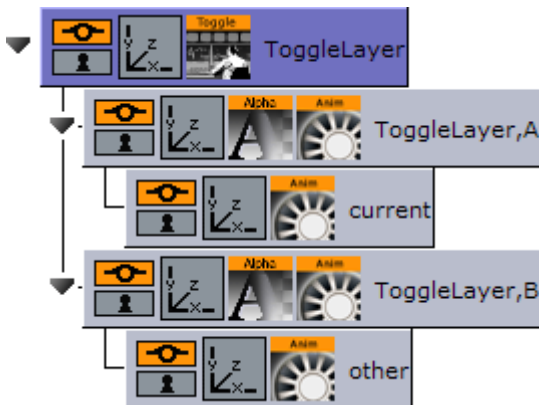 Toggle
y z x ToggleLayer
Alpha Anim
y z x A ToggleLayer,A
Anim
y z x current
Alpha Anim
y z x A ToggleLayer,B
Anim
y z x other